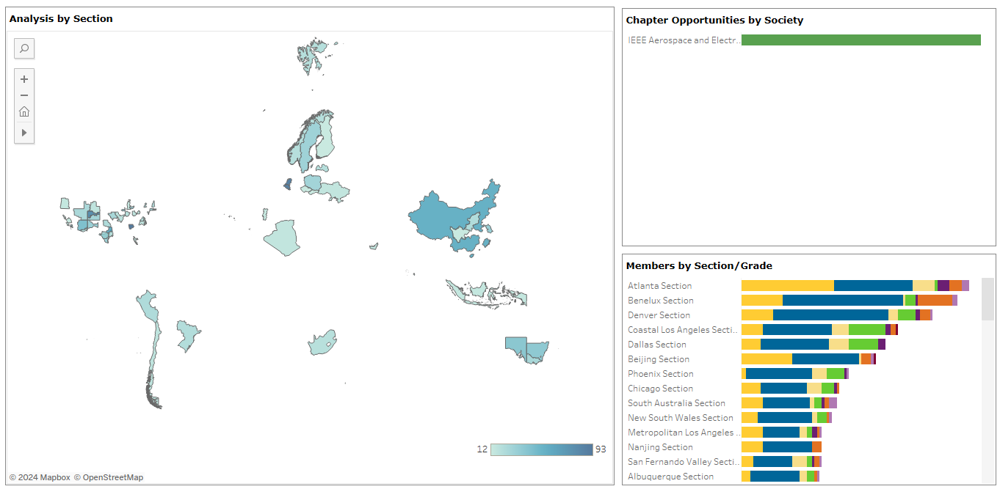 Analysis by Section
12
93
© 2024 Mapbox © OpenStreetMap
Chapter Opportunities by Society
IEEE Aerospace and Electr..
Members by Section/Grade
Atlanta Section
Benelux Section
Denver Section
Coastal Los Angeles Secti..
Dallas Section
Beijing Section
Phoenix Section
Chicago Section
South Australia Section
New South Wales Section
Metropolitan Los Angeles ..
Nanjing Section
San Fernando Valley Secti..
Albuquerque Section